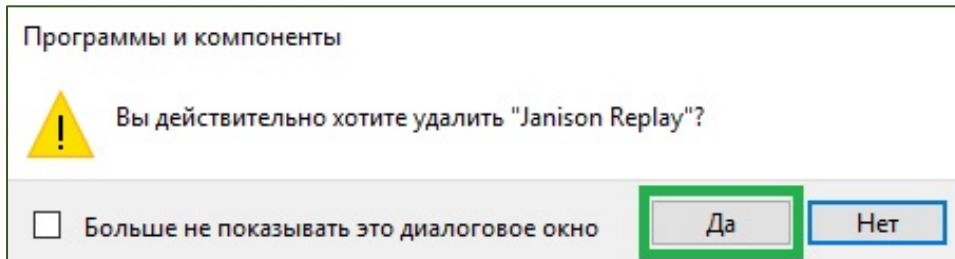 Программы и компоненты
Вы действительно хотите удалить "Janison Replay"?
Больше не показывать это диалоговое окно
Да
Нет